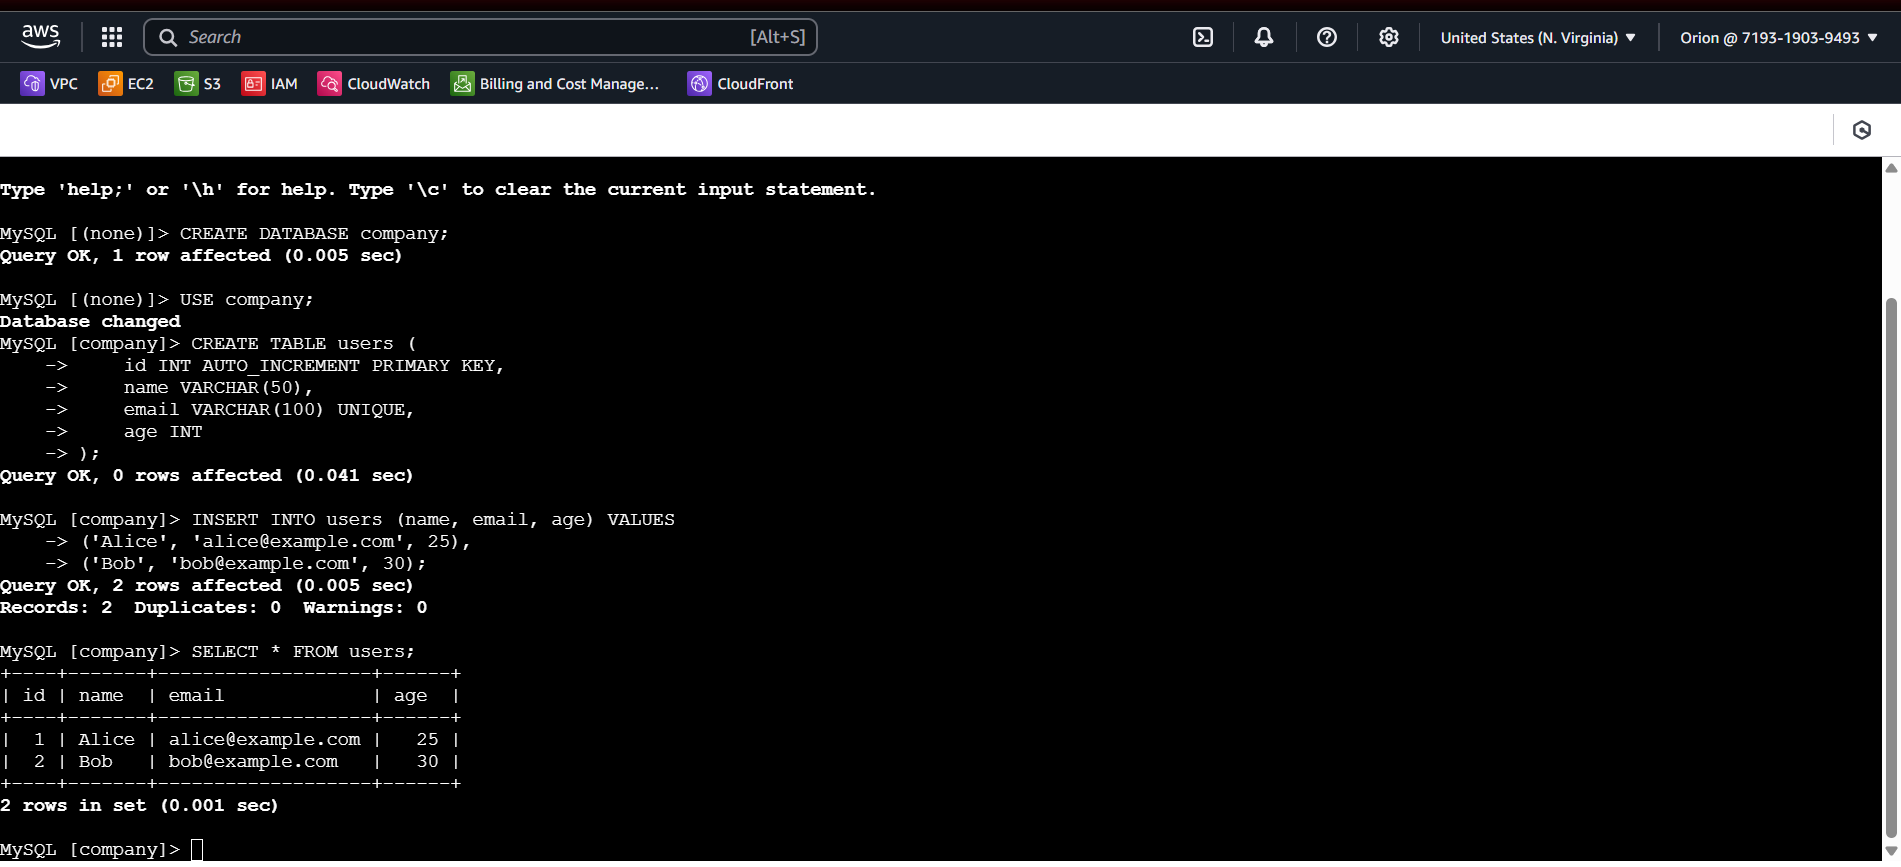 aws
Search [Alt+S]
United States (N. Virginia)
Orion @ 7193-1903-9493
VPC EC2 S3 IAM CloudWatch Billing and Cost Manage... CloudFront
Type 'help;' or '\h' for help. Type '\c' to clear the current input statement.
MySQL [(none)]> CREATE DATABASE company;
Query OK, 1 row affected (0.005 sec)
MySQL [(none)]> USE company;
Database changed
MySQL [company]> CREATE TABLE users (
    ->     id INT AUTO_INCREMENT PRIMARY KEY,
    ->     name VARCHAR(50),
    ->     email VARCHAR(100) UNIQUE,
    ->     age INT
    -> );
Query OK, 0 rows affected (0.041 sec)
MySQL [company]> INSERT INTO users (name, email, age) VALUES
    -> ('Alice', 'alice@example.com', 25),
    -> ('Bob', 'bob@example.com', 30);
Query OK, 2 rows affected (0.005 sec)
Records: 2  Duplicates: 0  Warnings: 0
MySQL [company]> SELECT * FROM users;
+----+-------+-------------------+------+
| id | name  | email             | age  |
+----+-------+-------------------+------+
|  1 | Alice | alice@example.com |   25 |
|  2 | Bob   | bob@example.com   |   30 |
+----+-------+-------------------+------+
2 rows in set (0.001 sec)
MySQL [company]>